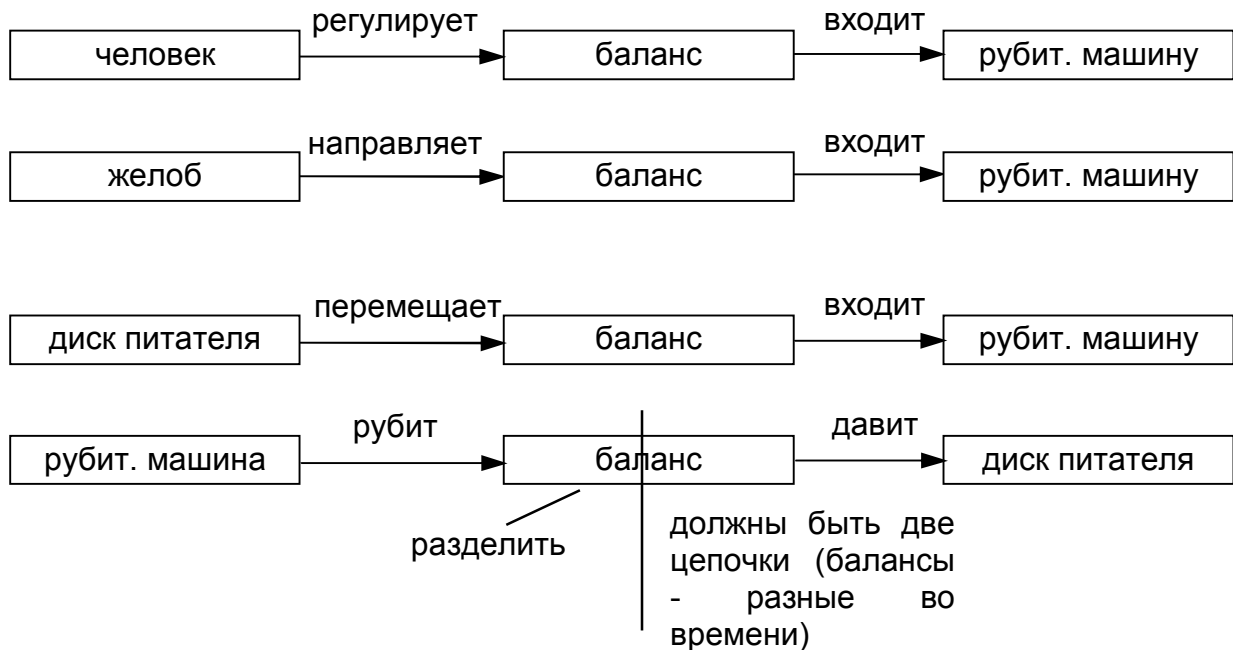 регулирует входит
человек баланс рубит. машину
направляет входит
желоб баланс рубит. машину
перемещает входит
диск питателя баланс рубит. машину
рубит давит
рубит. машина баланс диск питателя
разделить
должны быть две
цепочки (балансы
- разные во
времени)